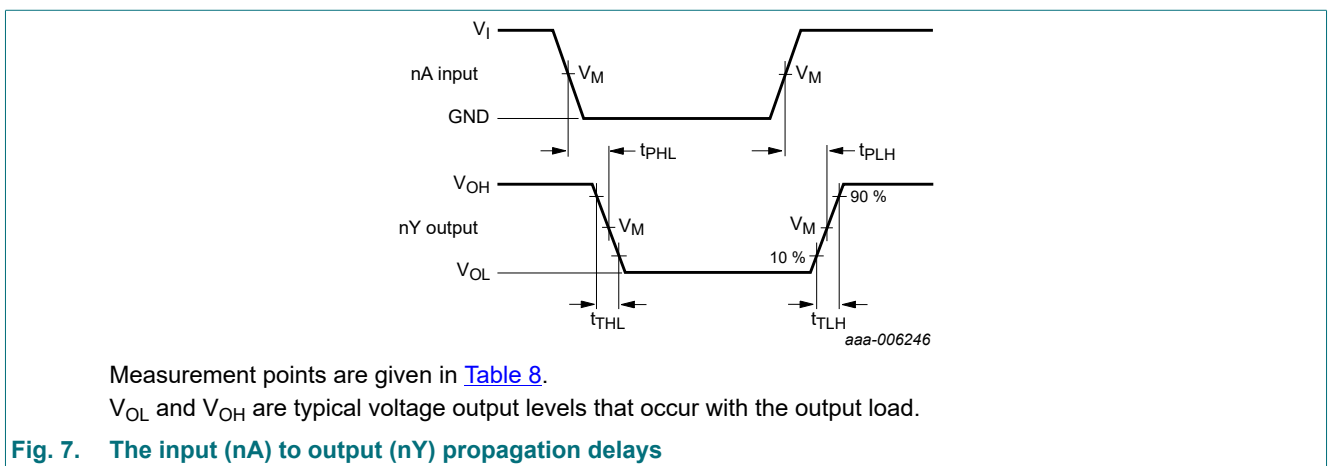 VI
nA input
VM
VM
GND
tPHL
tPLH
VOH
90 %
nY output
VM
VM
10 %
VOL
tTHL
tTLH
aaa-006246
Measurement points are given in Table 8.
VOL and VOH are typical voltage output levels that occur with the output load.
Fig. 7. The input (nA) to output (nY) propagation delays